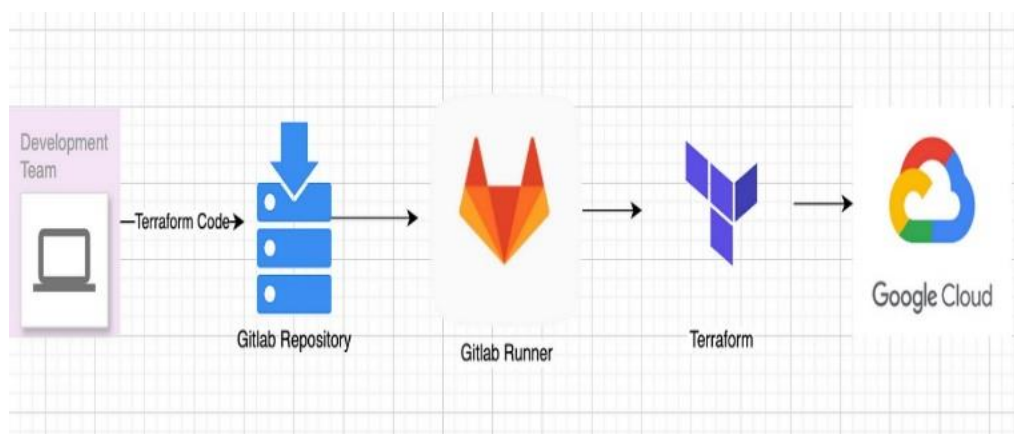 Development
Team
Terraform Code
Gitlab Repository
Gitlab Runner
Terraform
Google Cloud